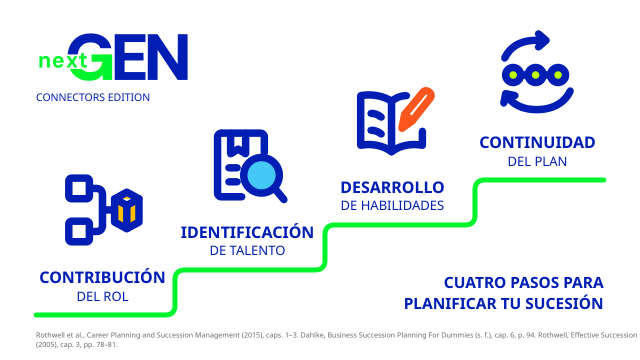 next GEN
CONNECTORS EDITION
CONTINUIDAD
DEL PLAN
DESARROLLO
DE HABILIDADES
IDENTIFICACIÓN
DE TALENTO
CONTRIBUCIÓN
DEL ROL
CUATRO PASOS PARA
PLANIFICAR TU SUCESIÓN
Rothwell et al., Career Planning and Succession Management (2015), caps. 1–3. Dahlke, Business Succession Planning For Dummies (s. f.), cap. 6, p. 94. Rothwell, Effective Succession
(2005), cap. 3, pp. 78–81.